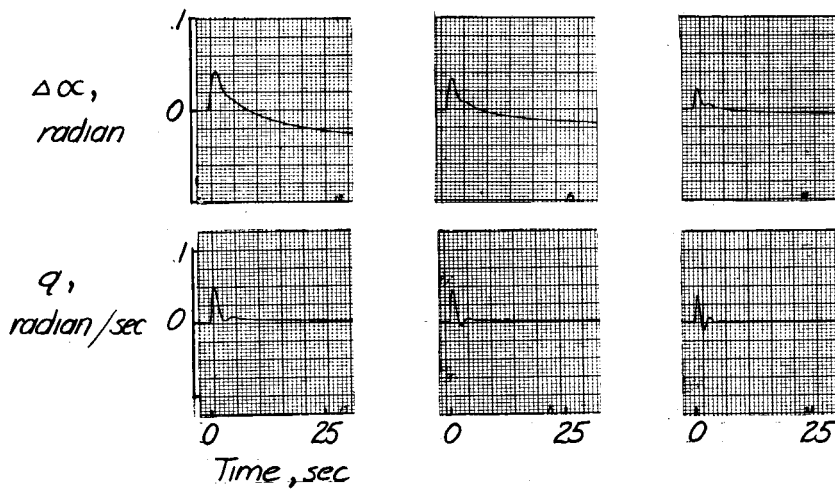 .1
Δα,
0
radian
.1
q,
radian/sec
0
0 25 0 25 0 25
Time, sec